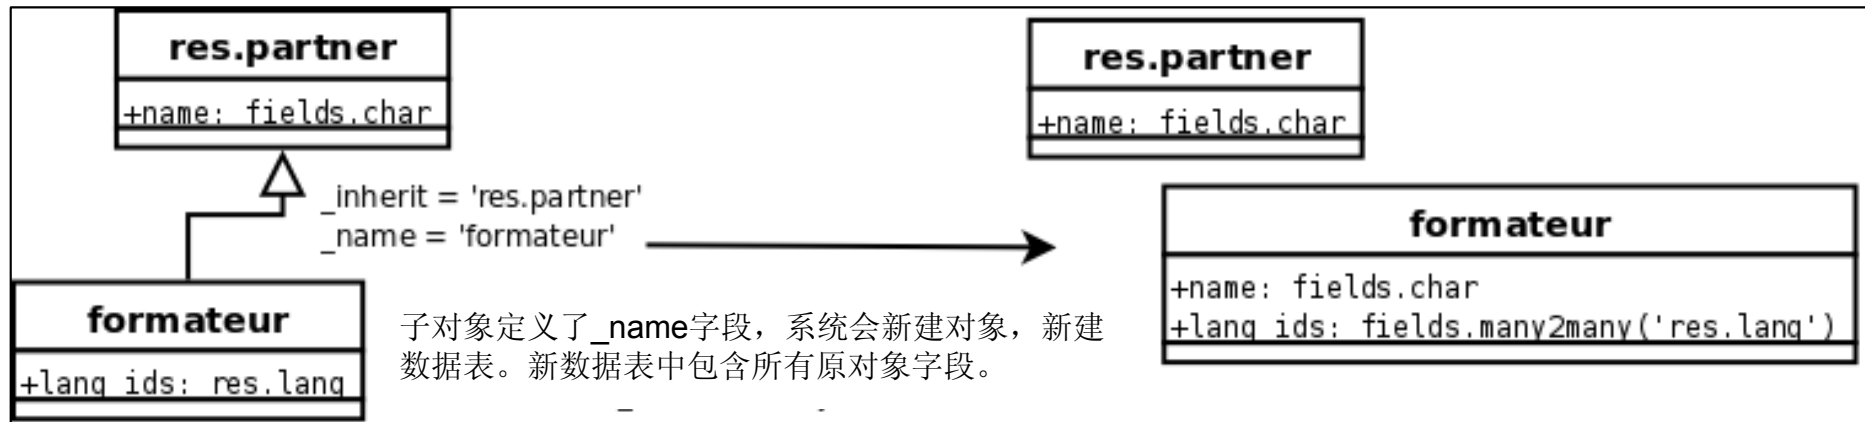 res.partner
+name: fields.char
_inherit = 'res.partner'
_name = 'formateur'
formateur
+lang_ids: res.lang
子对象定义了_name字段，系统会新建对象，新建
数据表。新数据表中包含所有原对象字段。
res.partner
+name: fields.char
formateur
+name: fields.char
+lang_ids: fields.many2many('res.lang')